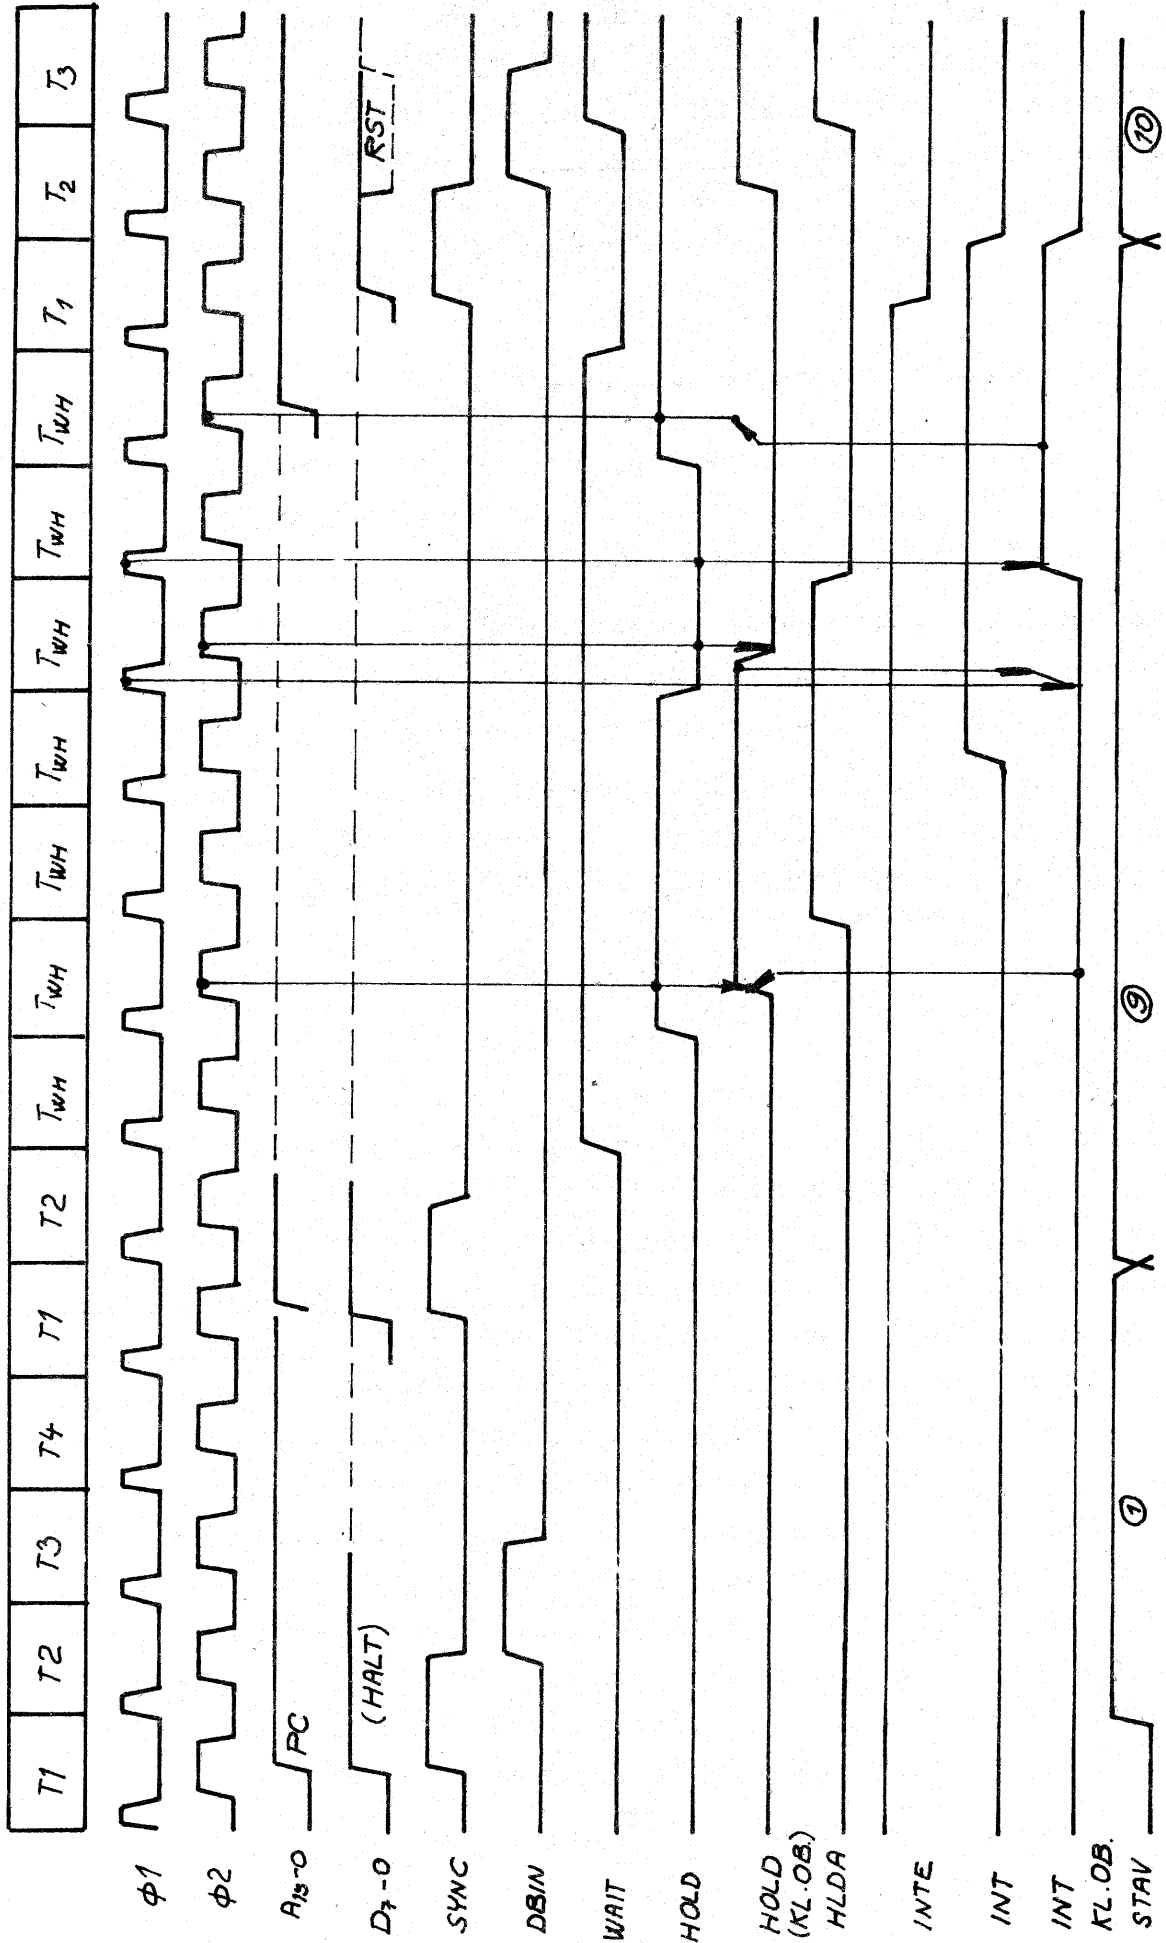 T1 T2 T3 T4 T1 T2 TWH TWH TWH TWH TWH TWH TWH T1 T2 T3
ϕ1
ϕ2
A15-0 PC
D7-0 (HALT) RST
SYNC
DBIN
WAIT
HOLD
HOLD
(KL.OB.)
HLDA
INTE
INT
INT
KL.OB.
STAV 1 9 10